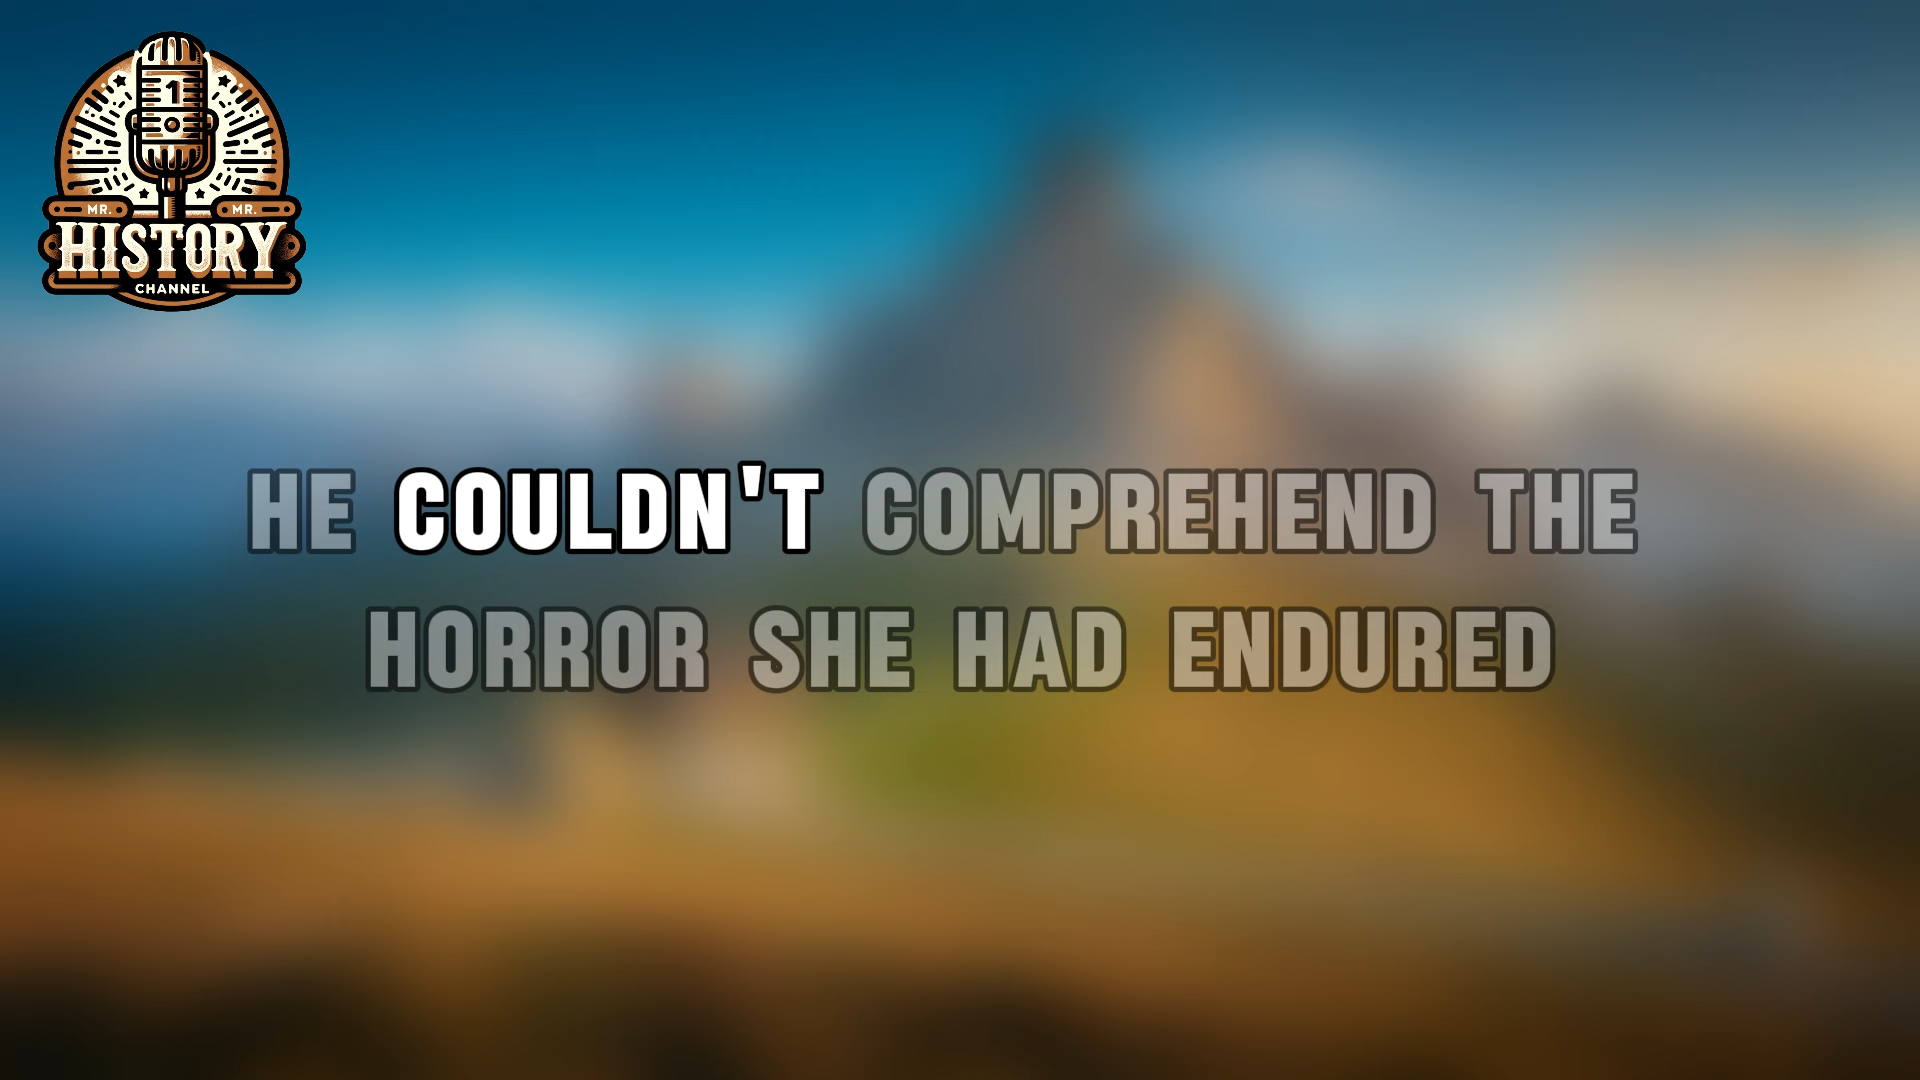 1
MR. MR.
HISTORY
CHANNEL
HE COULDN'T COMPREHEND THE
HORROR SHE HAD ENDURED